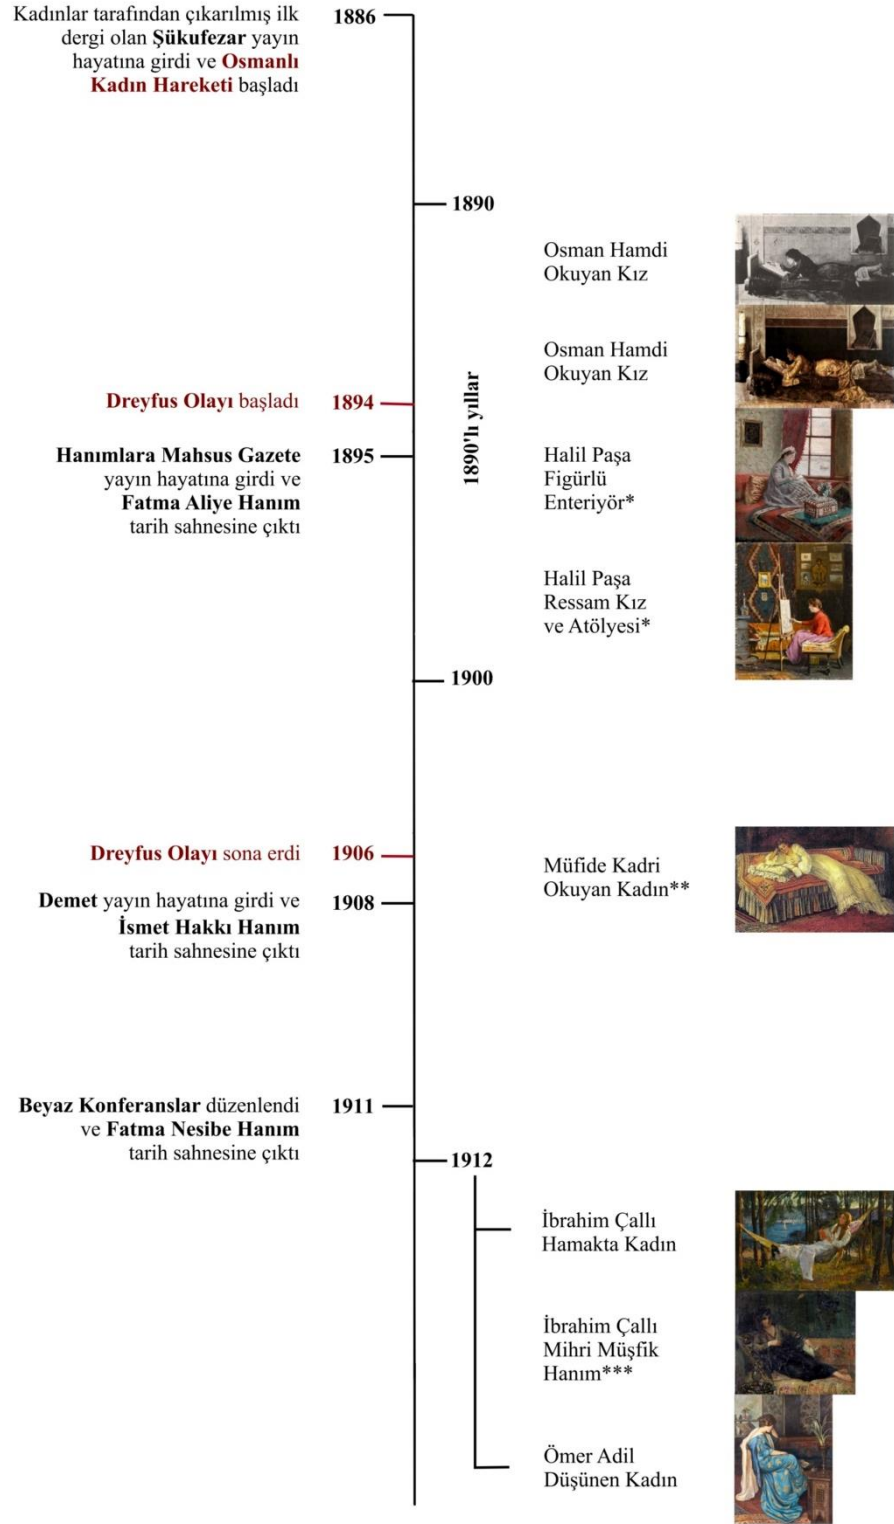 Kadınlar tarafından çıkarılmış ilk
dergi olan Şükufezar yayın
hayatına girdi ve Osmanlı
Kadın Hareketi başladı
1886
1890
Osman Hamdi
Okuyan Kız
Osman Hamdi
Okuyan Kız
1890'lı yıllar
Dreyfus Olayı başladı
1894
Hanımlara Mahsus Gazete
yayın hayatına girdi ve
Fatma Aliye Hanım
tarih sahnesine çıktı
1895
Halil Paşa
Figürlü
Enteriyör*
Halil Paşa
Ressam Kız
ve Atölyesi*
1900
Dreyfus Olayı sona erdi
1906
Müfide Kadri
Okuyan Kadın**
Demet yayın hayatına girdi ve
İsmet Hakkı Hanım
tarih sahnesine çıktı
1908
Beyaz Konferanslar düzenlendi
ve Fatma Nesibe Hanım
tarih sahnesine çıktı
1911
1912
İbrahim Çallı
Hamakta Kadın
İbrahim Çallı
Mihri Müşfik
Hanım***
Ömer Adil
Düşünen Kadın